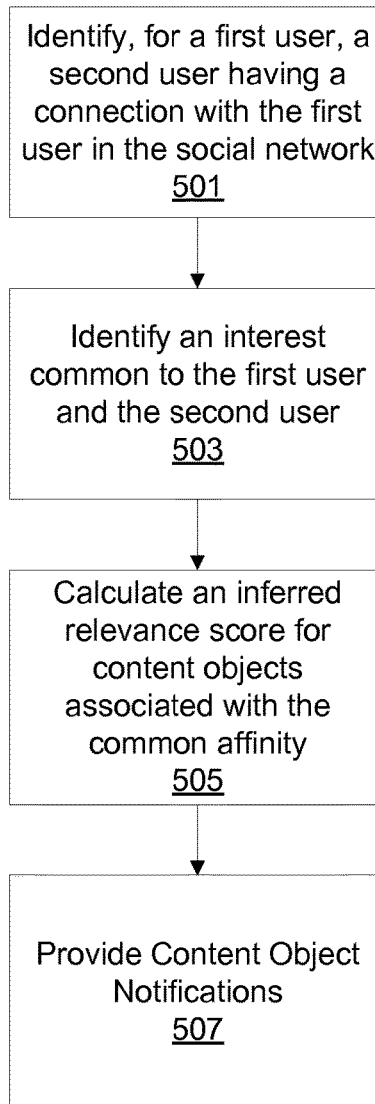 Identify, for a first user, a
second user having a
connection with the first
user in the social network
501
Identify an interest
common to the first user
and the second user
503
Calculate an inferred
relevance score for
content objects
associated with the
common affinity
505
Provide Content Object
Notifications
507